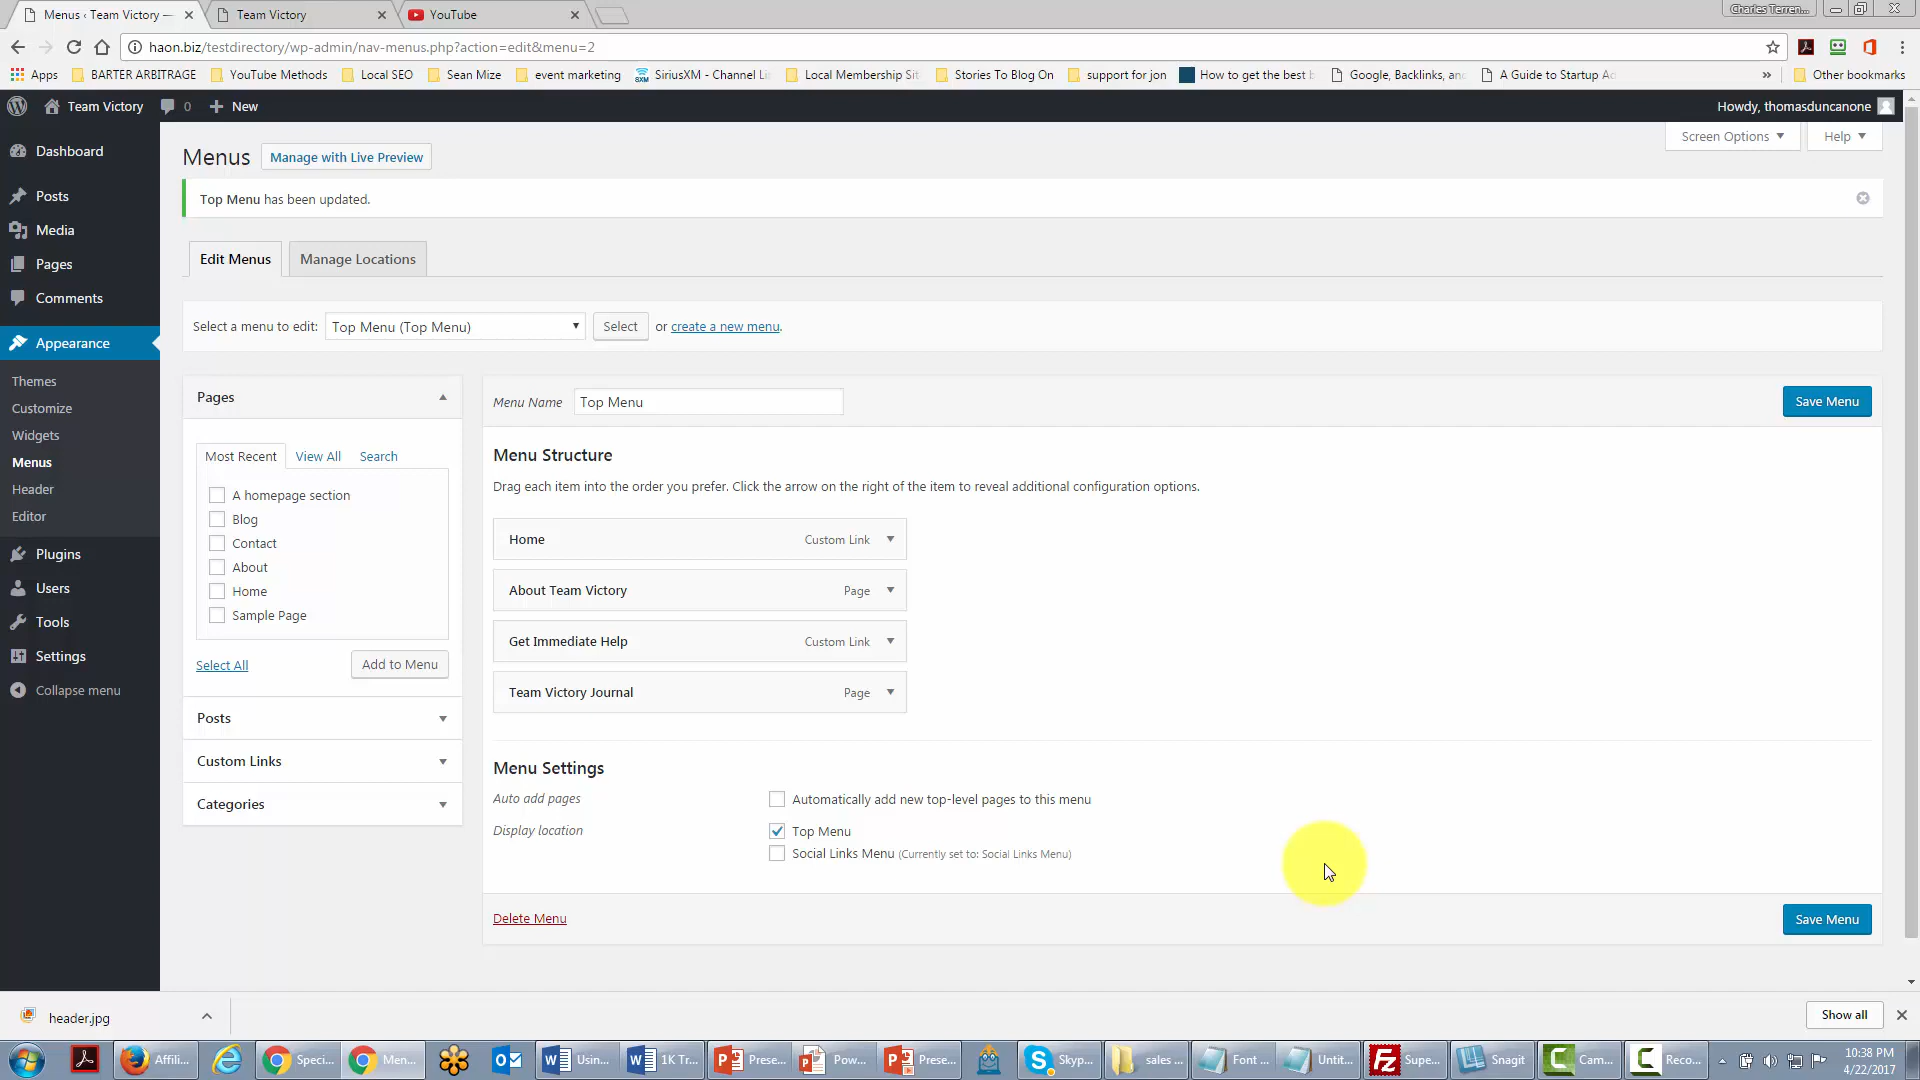 Menus ‹ Team Victory —
Team Victory
YouTube
Charles Terren...
haon.biz/testdirectory/wp-admin/nav-menus.php?action=edit&menu=2
Apps
BARTER ARBITRAGE
YouTube Methods
Local SEO
Sean Mize
event marketing
SiriusXM - Channel Li
Local Membership Sit
Stories To Blog On
support for jon
How to get the best
Google, Backlinks, an
A Guide to Startup Ad
»
Other bookmarks
Team Victory
0
New
Howdy, thomasduncanone
Dashboard
Posts
Media
Pages
Comments
Appearance
Themes
Customize
Widgets
Menus
Header
Editor
Plugins
Users
Tools
Settings
Collapse menu
Screen Options
Help
Menus
Manage with Live Preview
Top Menu has been updated.
Edit Menus
Manage Locations
Select a menu to edit:
Top Menu (Top Menu)
Select
or create a new menu.
Pages
Most Recent
View All
Search
A homepage section
Blog
Contact
About
Home
Sample Page
Select All
Add to Menu
Posts
Custom Links
Categories
Menu Name
Top Menu
Save Menu
Menu Structure
Drag each item into the order you prefer. Click the arrow on the right of the item to reveal additional configuration options.
Home
Custom Link
About Team Victory
Page
Get Immediate Help
Custom Link
Team Victory Journal
Page
Menu Settings
Auto add pages
Automatically add new top-level pages to this menu
Display location
Top Menu
Social Links Menu (Currently set to: Social Links Menu)
Delete Menu
Save Menu
header.jpg
Show all
Affili...
Speci...
Men...
Usin...
1K Tr...
Prese...
Pow...
Prese...
Skyp...
sales ...
Font ...
Untit...
Supe...
Snagit
Cam...
Reco...
10:38 PM
4/22/2017